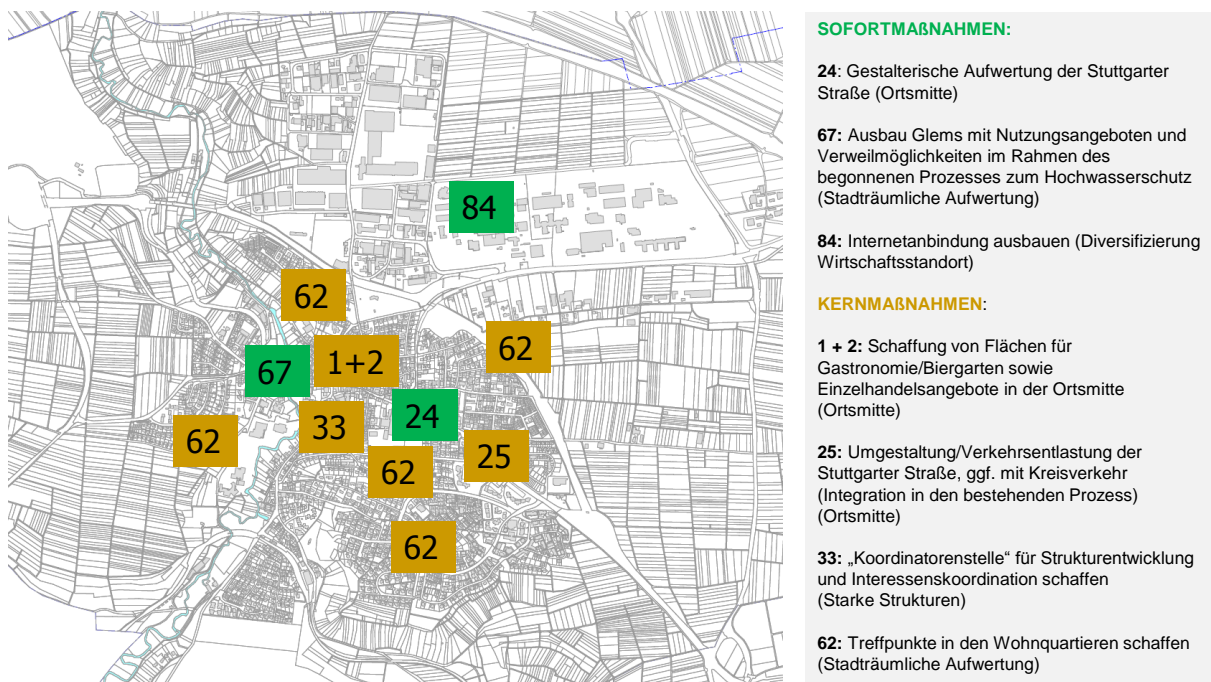 84
62
62
1+2
67
24
33
62
25
62
62
SOFORTMAßNAHMEN:
24: Gestalterische Aufwertung der Stuttgarter
Straße (Ortsmitte)
67: Ausbau Glems mit Nutzungsangeboten und
Verweilmöglichkeiten im Rahmen des
begonnenen Prozesses zum Hochwasserschutz
(Stadträumliche Aufwertung)
84: Internetanbindung ausbauen (Diversifizierung
Wirtschaftsstandort)
KERNMAßNAHMEN:
1 + 2: Schaffung von Flächen für
Gastronomie/Biergarten sowie
Einzelhandelsangebote in der Ortsmitte
(Ortsmitte)
25: Umgestaltung/Verkehrsentlastung der
Stuttgarter Straße, ggf. mit Kreisverkehr
(Integration in den bestehenden Prozess)
(Ortsmitte)
33: „Koordinatorenstelle“ für Strukturentwicklung
und Interessenskoordination schaffen
(Starke Strukturen)
62: Treffpunkte in den Wohnquartieren schaffen
(Stadträumliche Aufwertung)